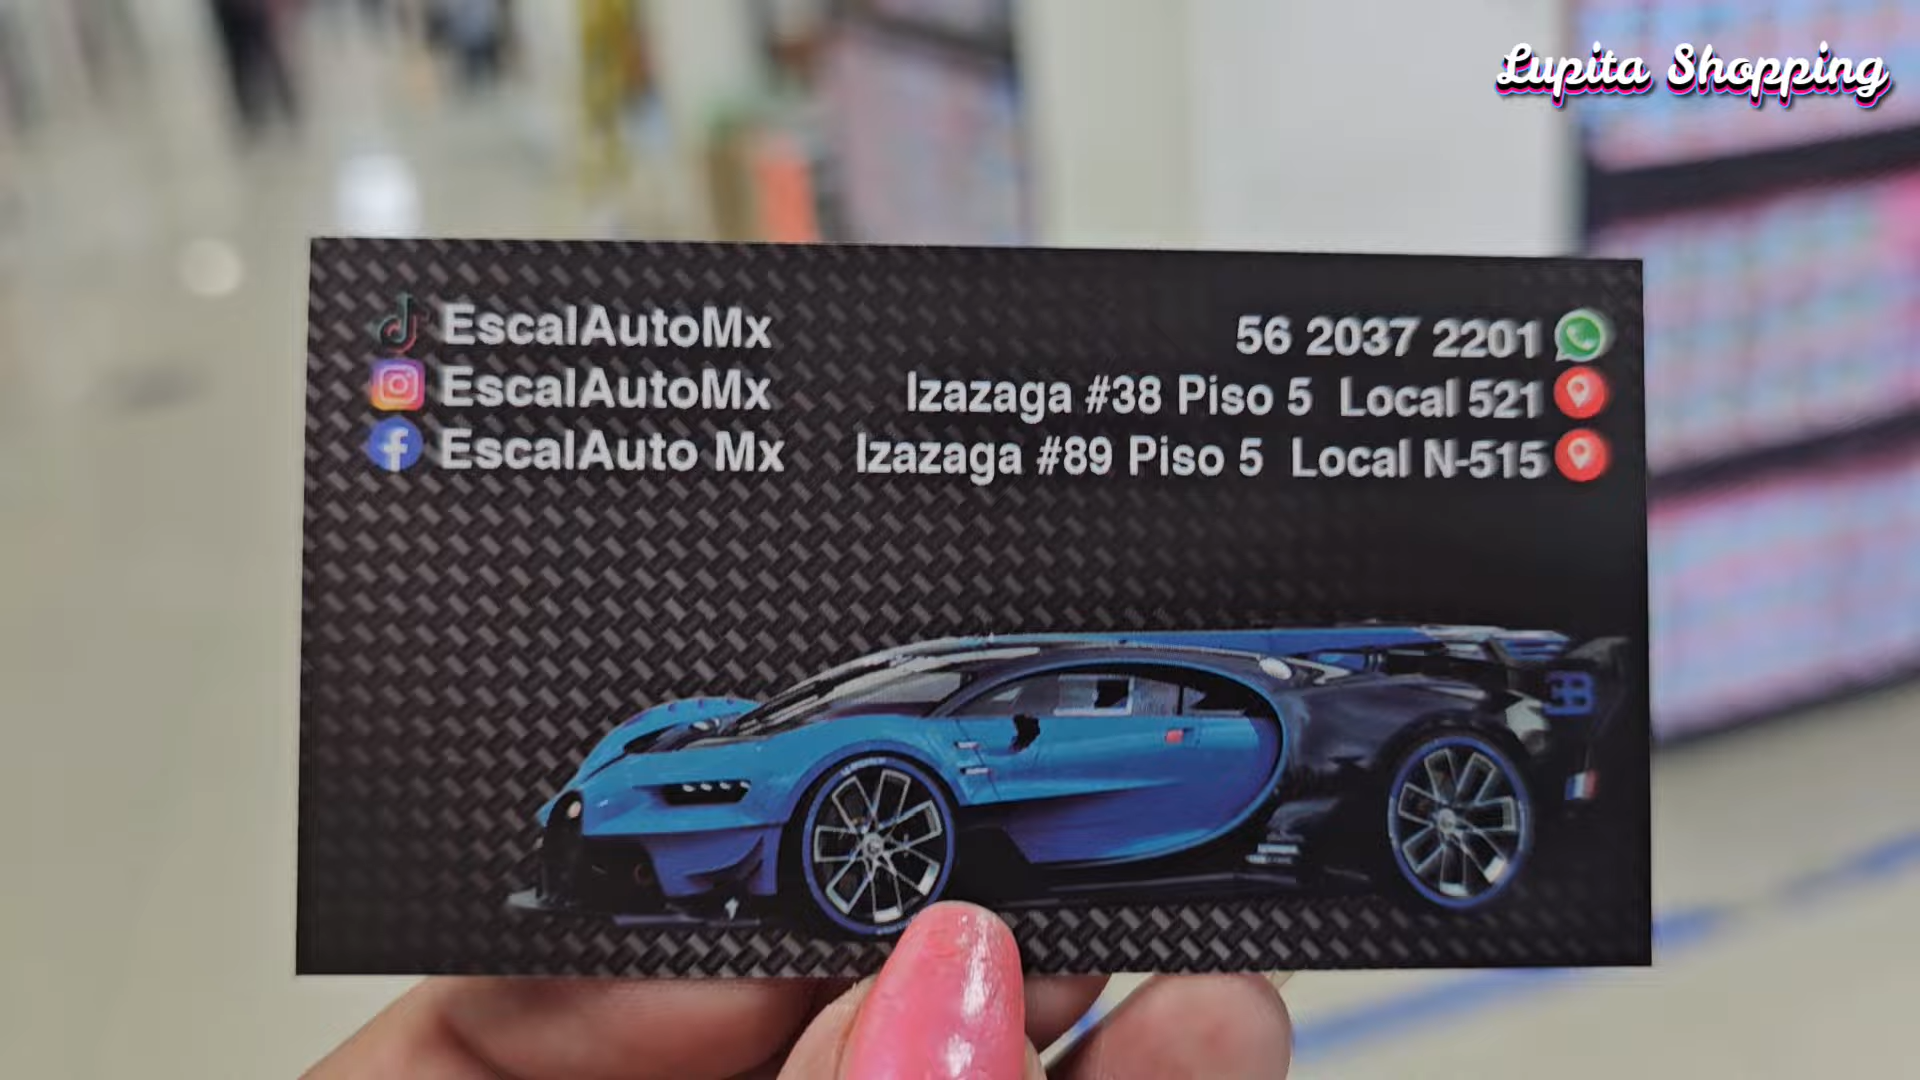 Lupita Shopping
EscalAutoMx
EscalAutoMx
EscalAuto Mx
56 2037 2201
Izazaga #38 Piso 5 Local 521
Izazaga #89 Piso 5 Local N-515